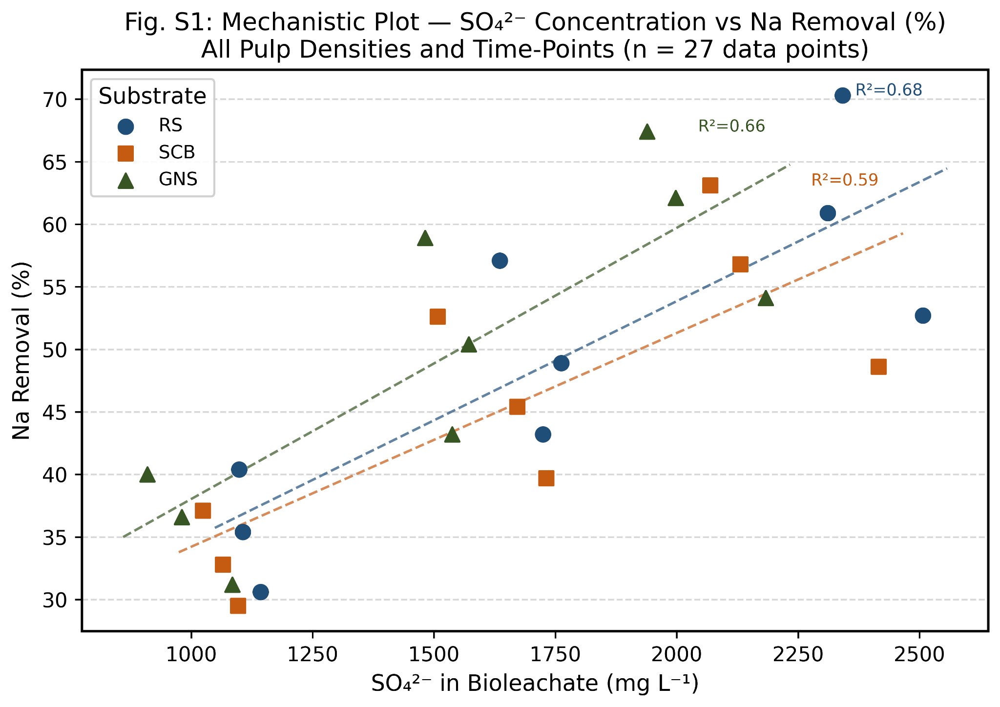 Fig. S1: Mechanistic Plot — SO₄²⁻ Concentration vs Na Removal (%)
All Pulp Densities and Time-Points (n = 27 data points)
Substrate
RS
SCB
GNS
R²=0.68
R²=0.66
R²=0.59
Na Removal (%)
70
65
60
55
50
45
40
35
30
1000 1250 1500 1750 2000 2250 2500
SO₄²⁻ in Bioleachate (mg L⁻¹)